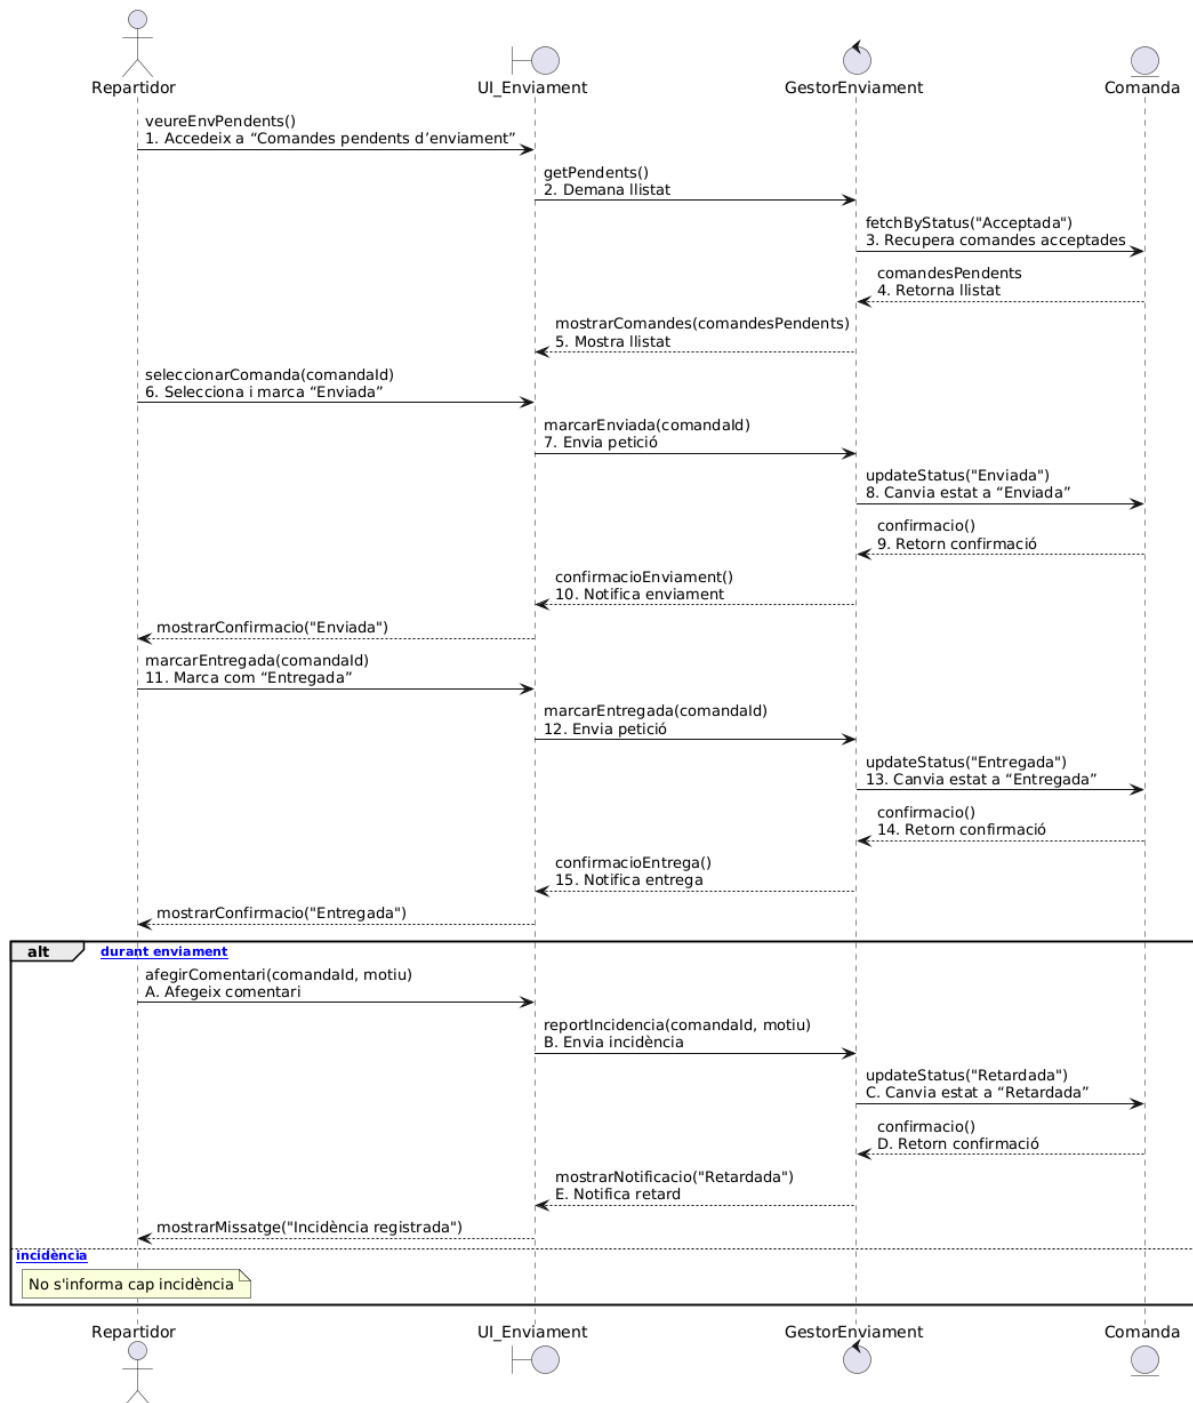 Repartidor
UI_Enviament
GestorEnviament
Comanda
veureEnvPendents()
1. Accedeix a “Comandes pendents d’enviament”
getPendents()
2. Demana llistat
fetchByStatus("Acceptada")
3. Recupera comandes acceptades
comandesPendents
4. Retorna llistat
mostrarComandes(comandesPendents)
5. Mostra llistat
seleccionarComanda(comandaId)
6. Selecciona i marca “Enviada”
marcarEnviada(comandaId)
7. Envia petició
updateStatus("Enviada")
8. Canvia estat a “Enviada”
confirmacio()
9. Retorn confirmació
confirmacioEnviament()
10. Notifica enviament
mostrarConfirmacio("Enviada")
marcarEntregada(comandaId)
11. Marca com “Entregada”
marcarEntregada(comandaId)
12. Envia petició
updateStatus("Entregada")
13. Canvia estat a “Entregada”
confirmacio()
14. Retorn confirmació
confirmacioEntrega()
15. Notifica entrega
mostrarConfirmacio("Entregada")
alt
durant enviament
afegirComentari(comandaId, motiu)
A. Afegeix comentari
reportIncidencia(comandaId, motiu)
B. Envia incidència
updateStatus("Retardada")
C. Canvia estat a “Retardada”
confirmacio()
D. Retorn confirmació
mostrarNotificacio("Retardada")
E. Notifica retard
mostrarMissatge("Incidència registrada")
incidència
No s'informa cap incidència
Repartidor
UI_Enviament
GestorEnviament
Comanda